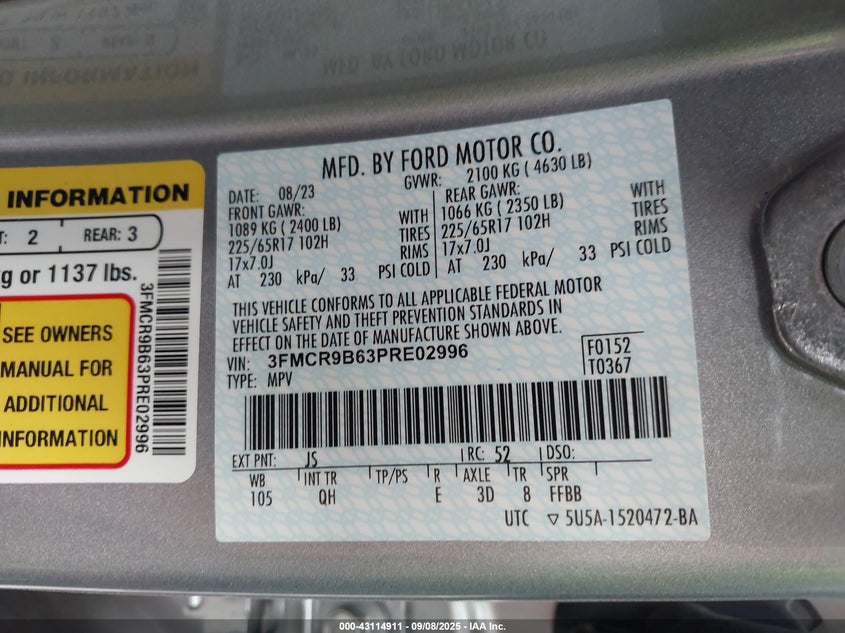 INFORMATION
2 REAR: 3
or 1137 lbs.
SEE OWNERS
MANUAL FOR
ADDITIONAL
INFORMATION
3FMCR9B63PRE02996
MFD. BY FORD MOTOR CO.
DATE: 08/23 GVWR: 2100 KG ( 4630 LB)
FRONT GAWR: REAR GAWR:
1089 KG ( 2400 LB) WITH 1066 KG ( 2350 LB) WITH
225/65R17 102H TIRES 225/65R17 102H TIRES
17x7.0J RIMS 17x7.0J RIMS
AT 230 kPa/ 33 PSI COLD AT 230 kPa/ 33 PSI COLD
THIS VEHICLE CONFORMS TO ALL APPLICABLE FEDERAL MOTOR
VEHICLE SAFETY AND THEFT PREVENTION STANDARDS IN
EFFECT ON THE DATE OF MANUFACTURE SHOWN ABOVE.
VIN: 3FMCR9B63PRE02996 F0152
TYPE: MPV T0367
EXT PNT: JS RC: 52 DSO:
WB INT TR TP/PS R AXLE TR SPR
105 QH E 3D 8 FFBB
UTC ▽ 5U5A-1520472-BA
000-43114911 - 09/08/2025 - IAA Inc.